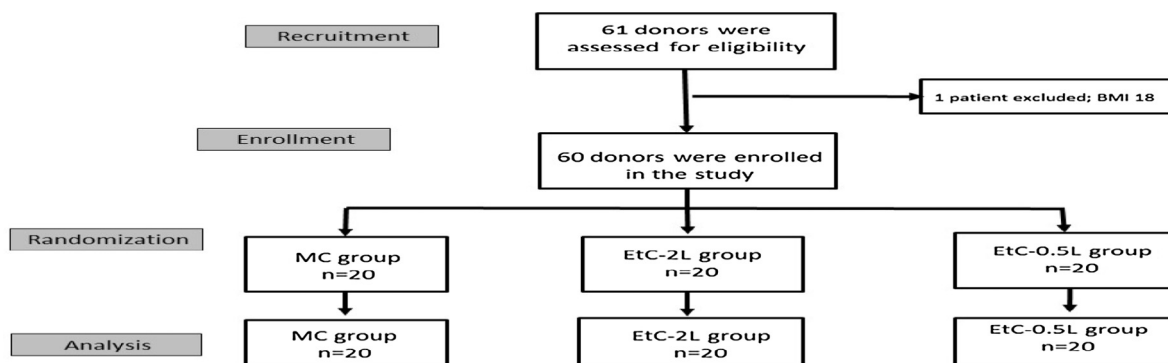 Recruitment
61 donors were
assessed for eligibility
1 patient excluded; BMI 18
Enrollment
60 donors were enrolled
in the study
Randomization
MC group
n=20
EtC-2L group
n=20
EtC-0.5L group
n=20
Analysis
MC group
n=20
EtC-2L group
n=20
EtC-0.5L group
n=20